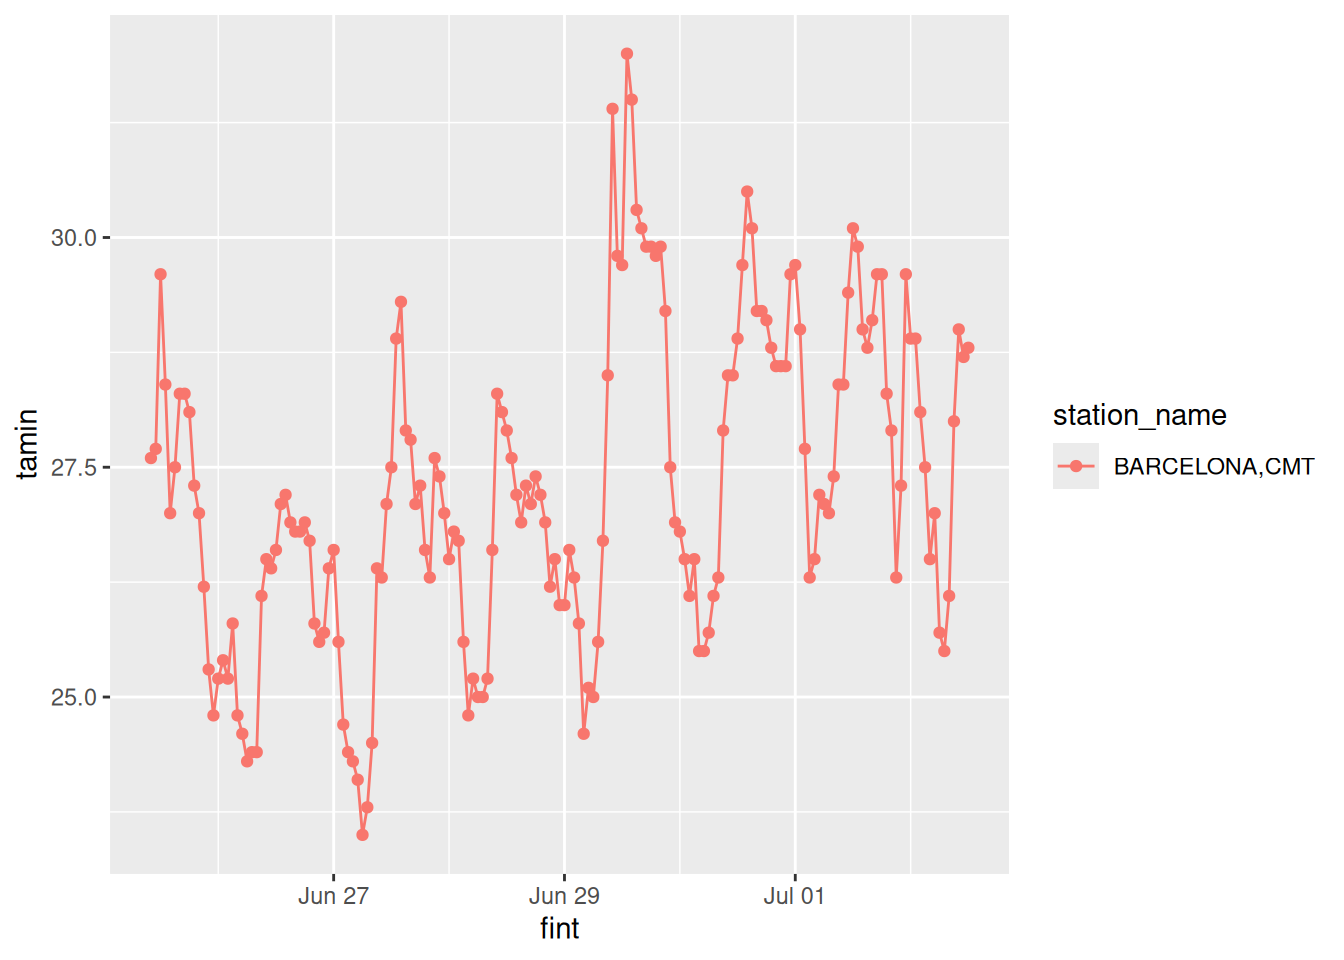 30.0
27.5
25.0
tamin
Jun 27
Jun 29
Jul 01
fint
station_name
BARCELONA,CMT